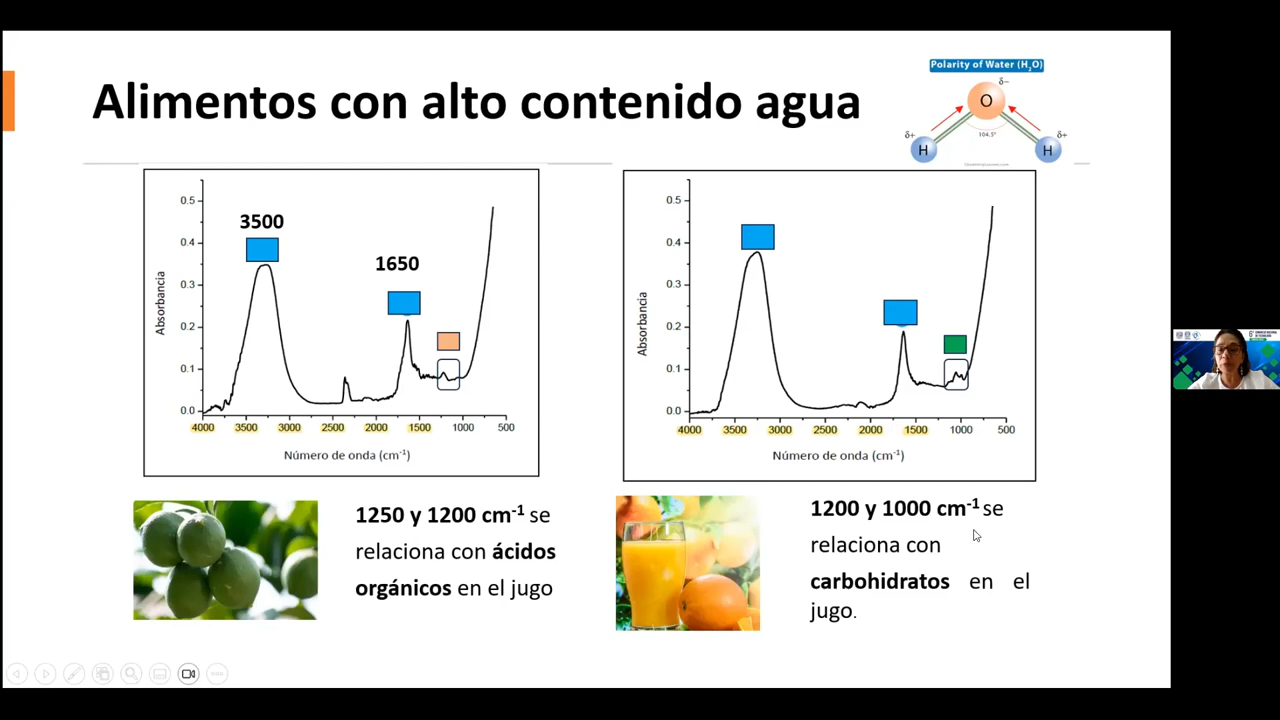 Alimentos con alto contenido agua
Polarity of Water (H₂O)
δ−
O
δ+
δ+
104.5°
H
H
0.5
0.4
0.3
0.2
0.1
0.0
Absorbancia
3500
1650
4000 3500 3000 2500 2000 1500 1000 500
Número de onda (cm⁻¹)
0.5
0.4
0.3
0.2
0.1
0.0
Absorbancia
4000 3500 3000 2500 2000 1500 1000 500
Número de onda (cm⁻¹)
1250 y 1200 cm⁻¹ se
relaciona con ácidos
orgánicos en el jugo
1200 y 1000 cm⁻¹ se
relaciona con
carbohidratos en el
jugo.